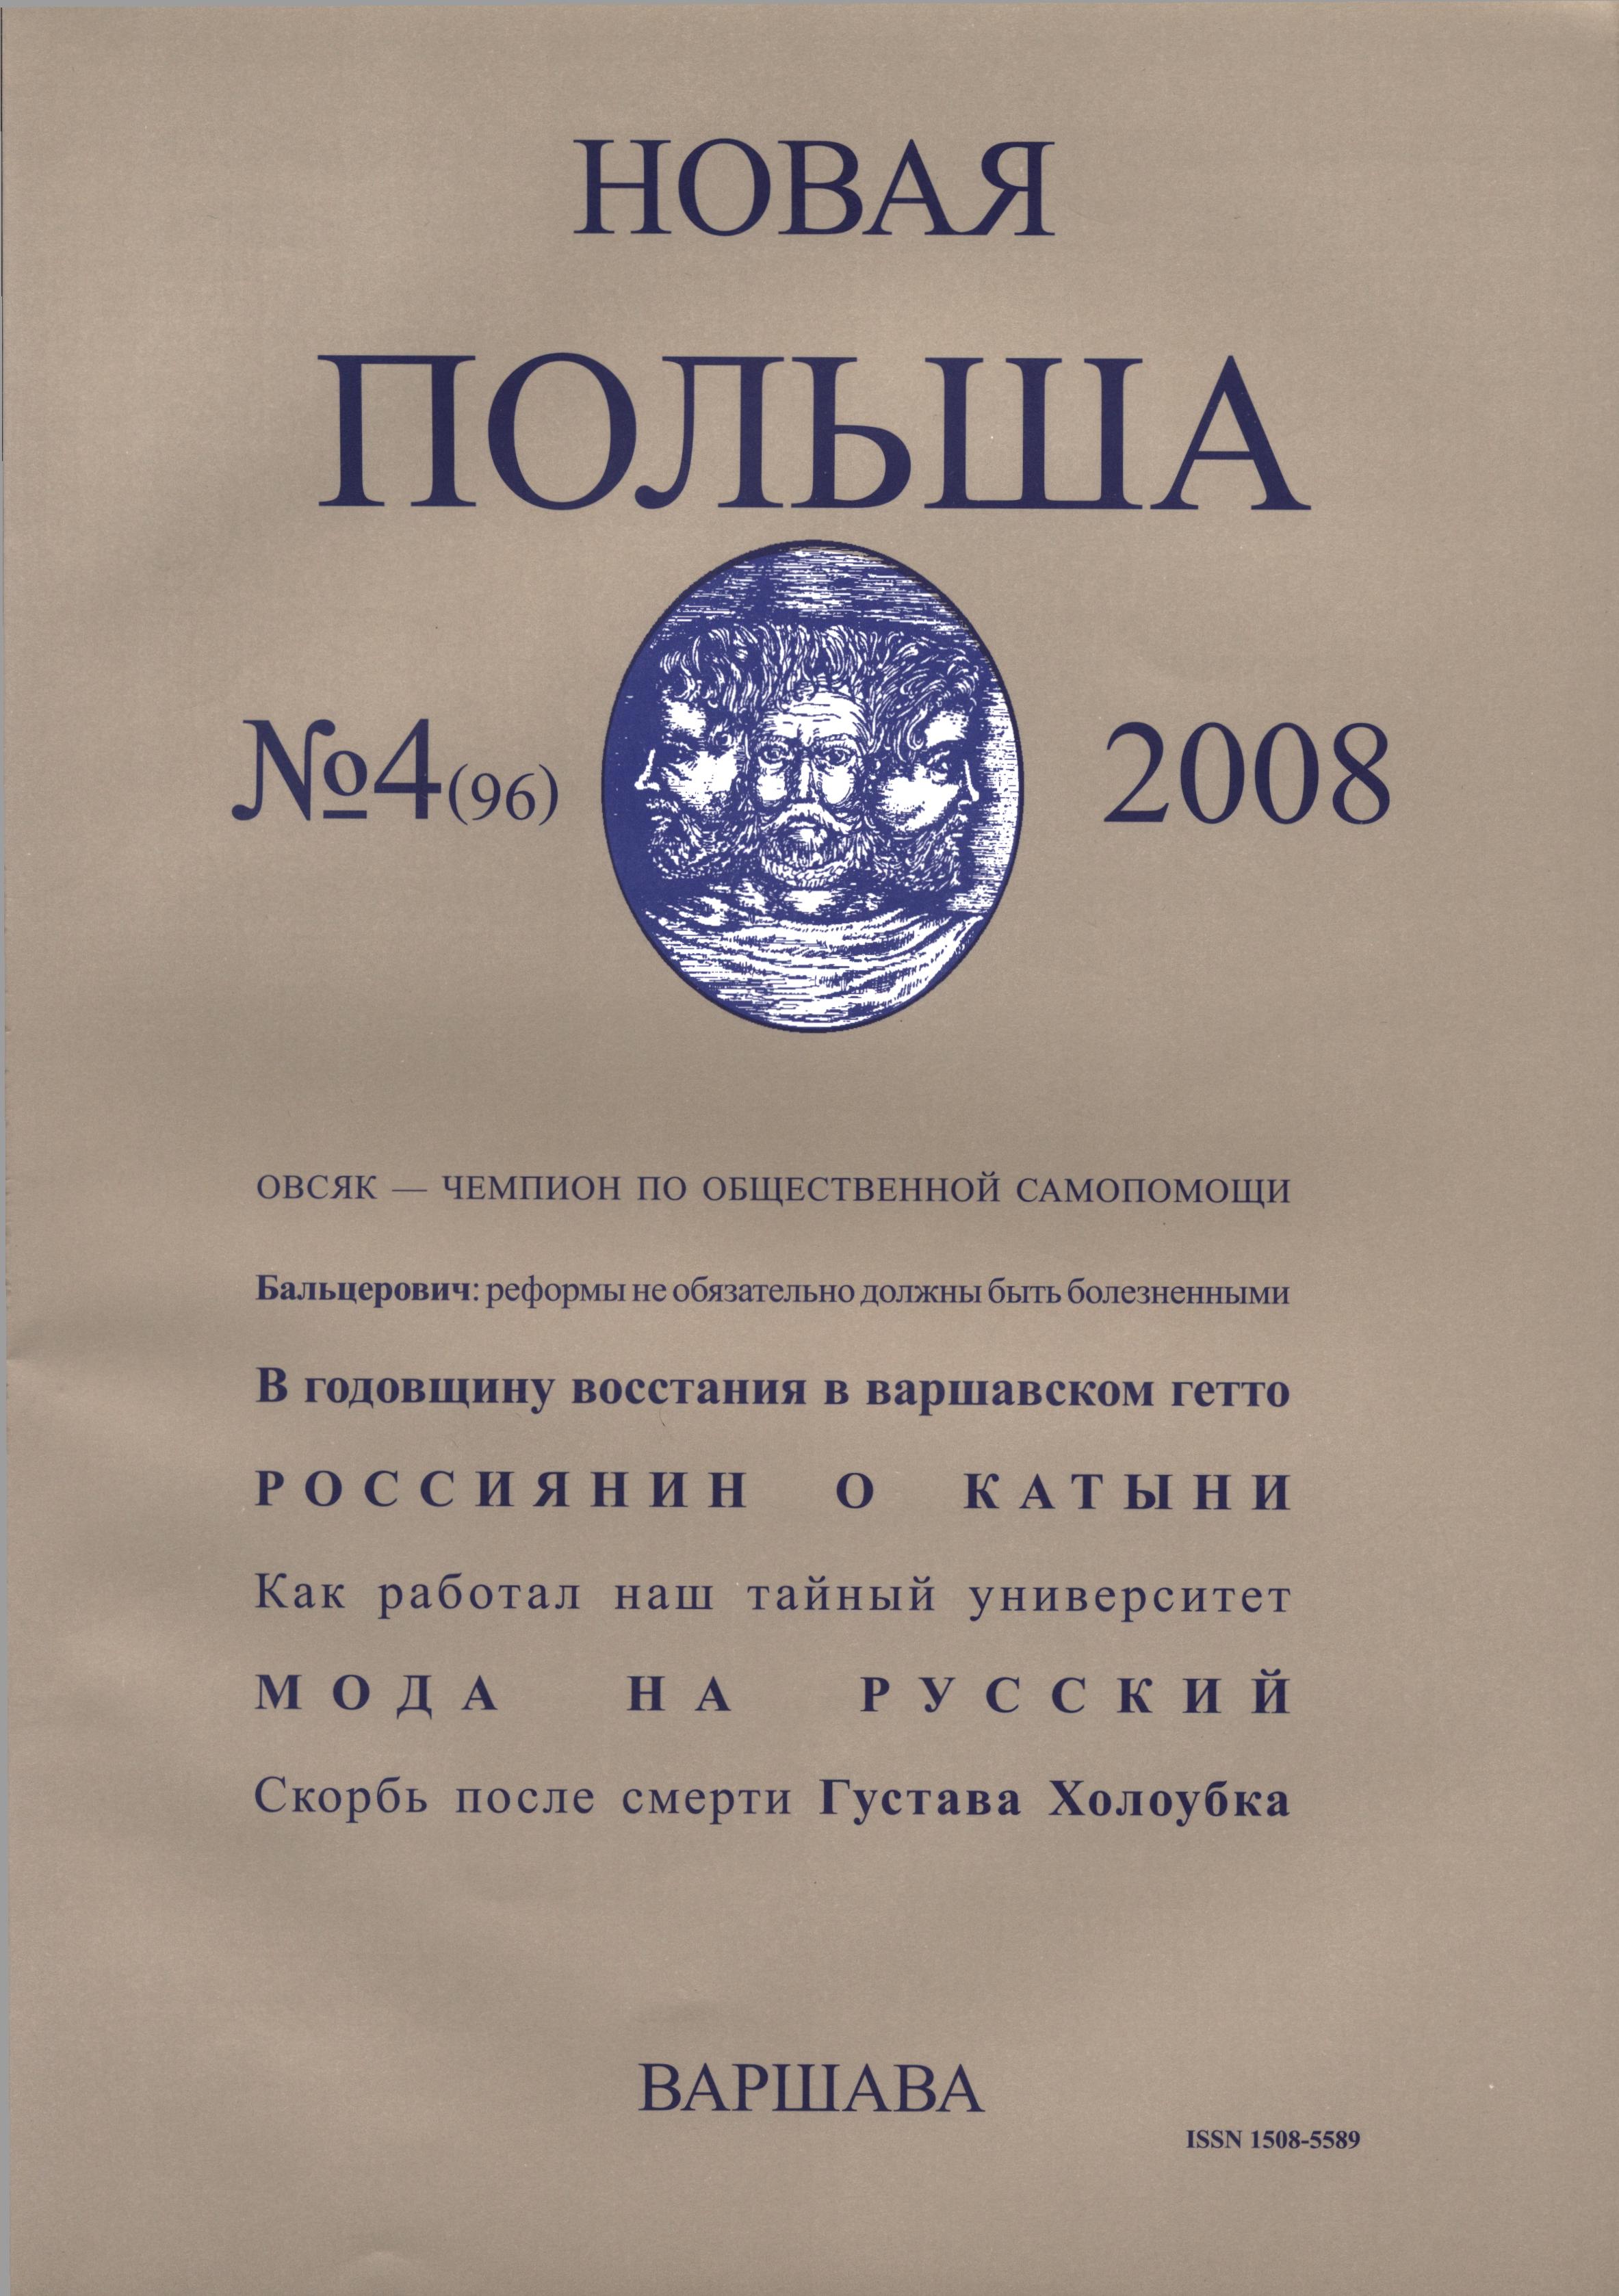 НОВАЯ
ПОЛЬША
№4(96)
2008
ОВСЯК — ЧЕМПИОН ПО ОБЩЕСТВЕННОЙ САМОПОМОЩИ
Бальцерович: реформы не обязательно должны быть болезненными
В годовщину восстания в варшавском гетто
РОССИЯНИН О КАТЫНИ
Как работал наш тайный университет
МОДА НА РУССКИЙ
Скорбь после смерти Густава Холоубка
ВАРШАВА
ISSN 1508-5589